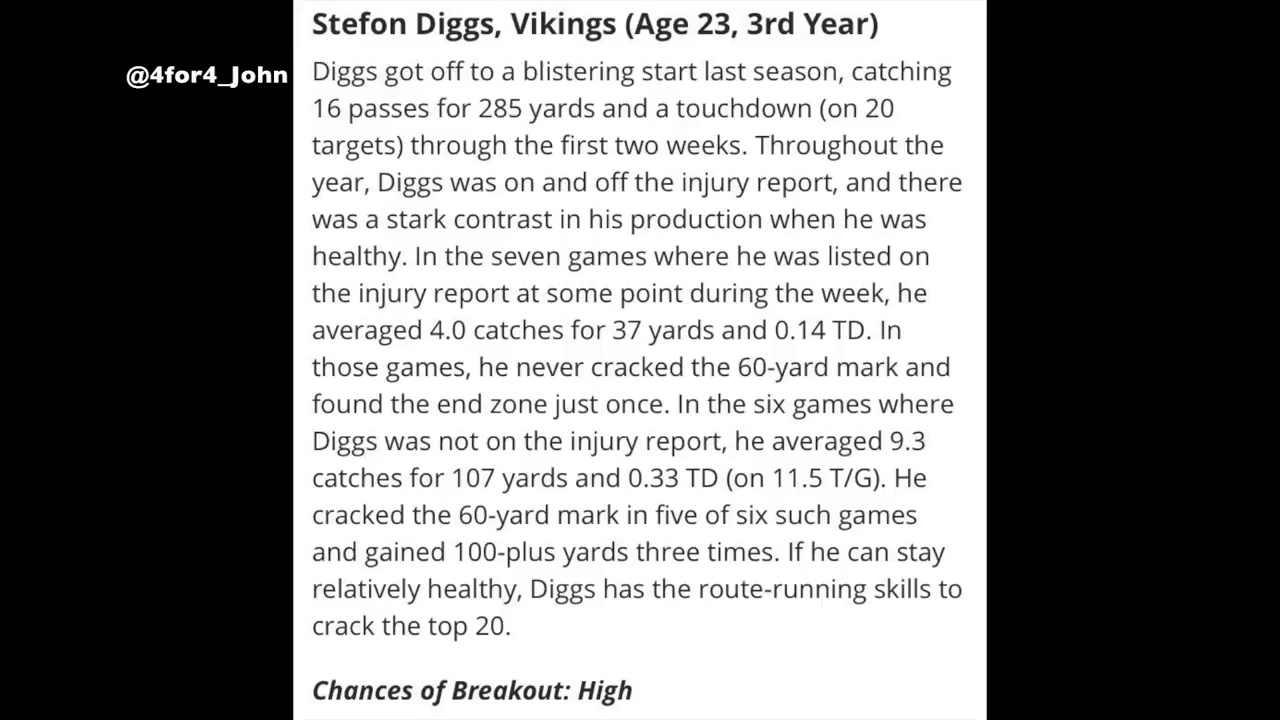 Stefon Diggs, Vikings (Age 23, 3rd Year)
@4for4_John
Diggs got off to a blistering start last season, catching
16 passes for 285 yards and a touchdown (on 20
targets) through the first two weeks. Throughout the
year, Diggs was on and off the injury report, and there
was a stark contrast in his production when he was
healthy. In the seven games where he was listed on
the injury report at some point during the week, he
averaged 4.0 catches for 37 yards and 0.14 TD. In
those games, he never cracked the 60-yard mark and
found the end zone just once. In the six games where
Diggs was not on the injury report, he averaged 9.3
catches for 107 yards and 0.33 TD (on 11.5 T/G). He
cracked the 60-yard mark in five of six such games
and gained 100-plus yards three times. If he can stay
relatively healthy, Diggs has the route-running skills to
crack the top 20.
Chances of Breakout: High